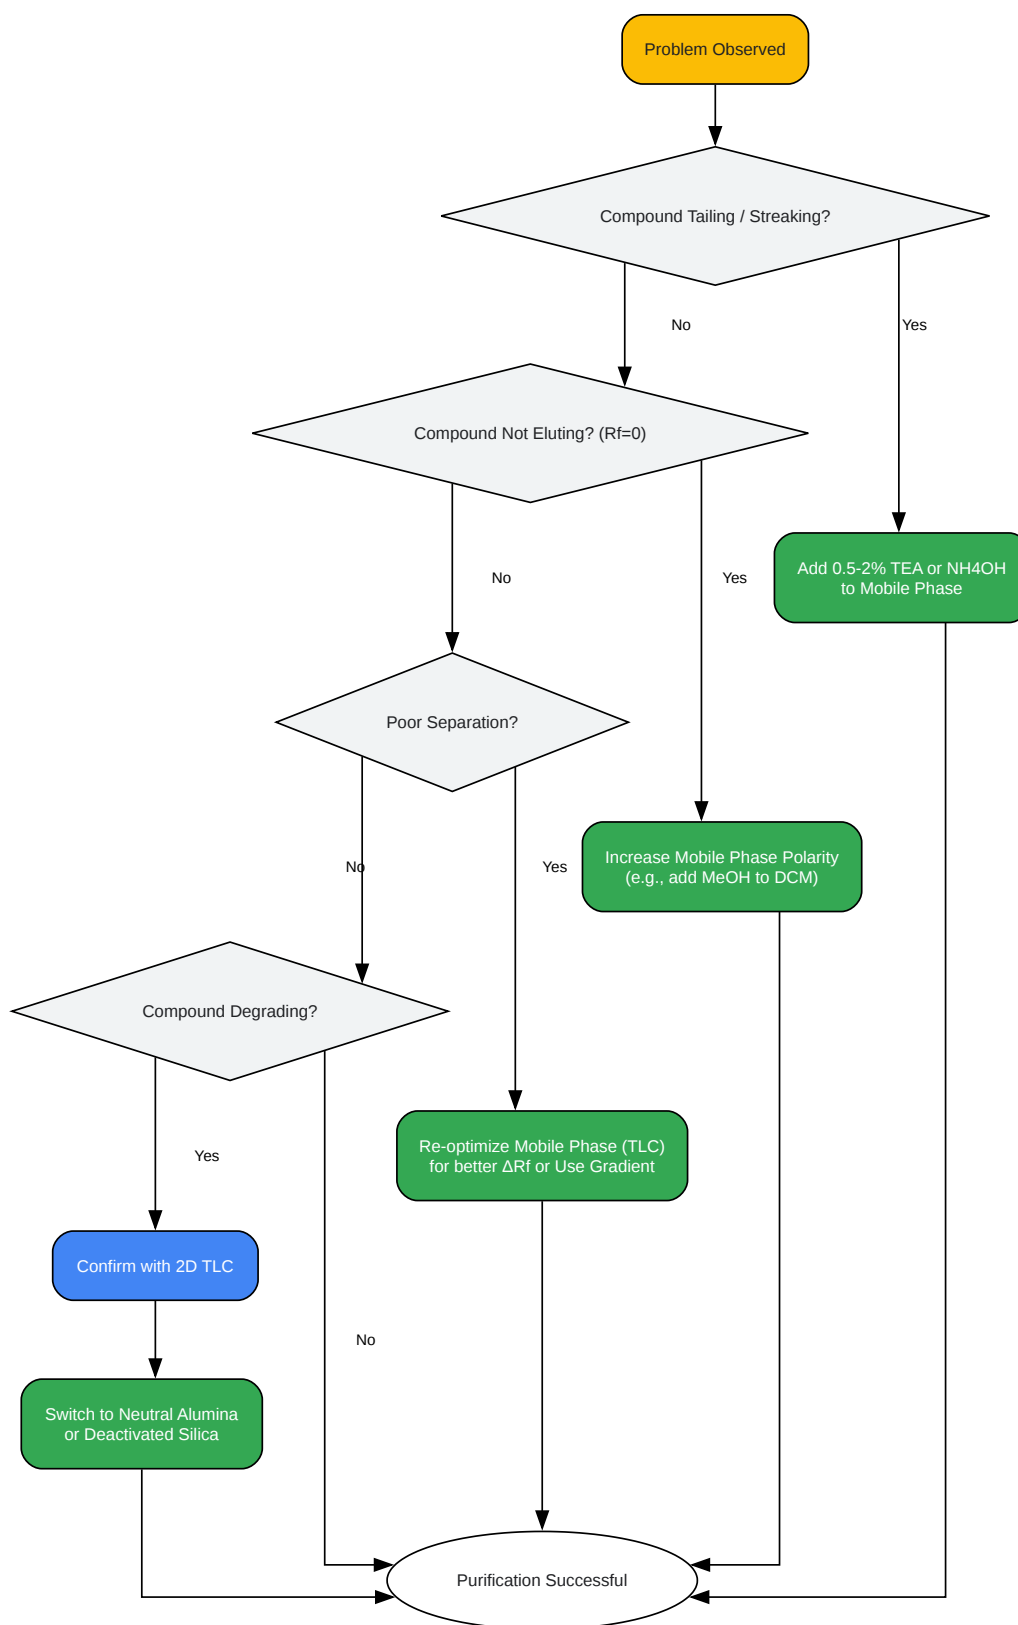 Problem Observed
Compound Tailing / Streaking?
No
Yes
Compound Not Eluting? (Rf=0)
No
Yes
Add 0.5-2% TEA or NH4OH
to Mobile Phase
Poor Separation?
No
Yes
Increase Mobile Phase Polarity
(e.g., add MeOH to DCM)
Compound Degrading?
Yes
Re-optimize Mobile Phase (TLC)
for better ΔRf or Use Gradient
Confirm with 2D TLC
No
Switch to Neutral Alumina
or Deactivated Silica
Purification Successful